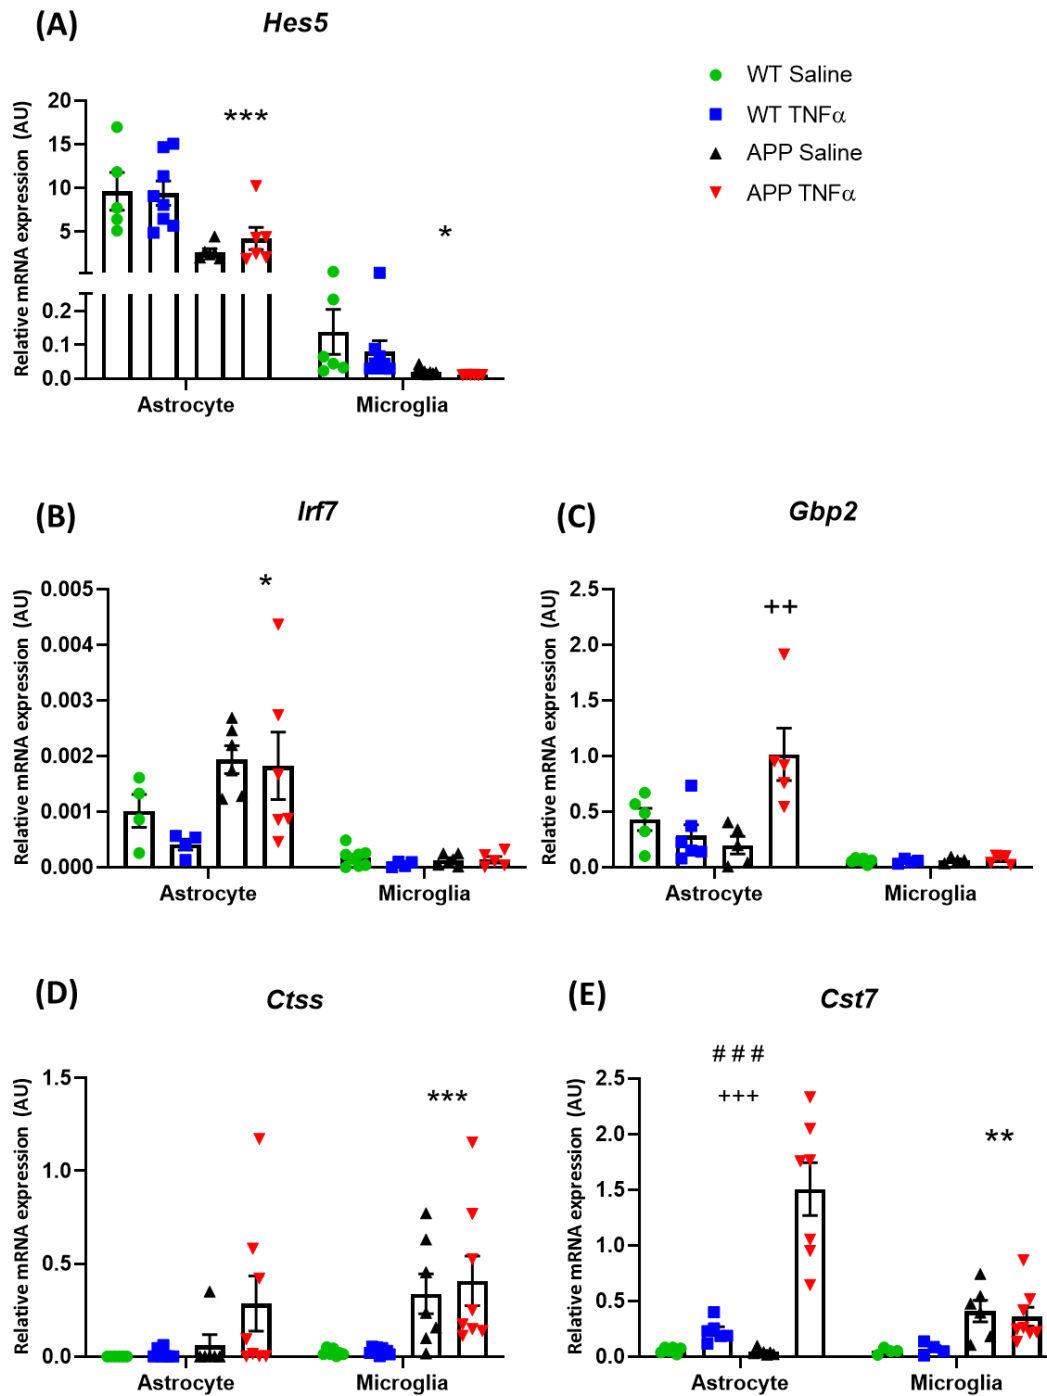 (A)
Hes5
WT Saline
WT TNFα
APP Saline
APP TNFα
Relative mRNA expression (AU)
20
15
10
5
0.2
0.1
0.0
***
*
Astrocyte
Microglia
(B)
Irf7
Relative mRNA expression (AU)
0.005
0.004
0.003
0.002
0.001
0.000
*
Astrocyte
Microglia
(C)
Gbp2
Relative mRNA expression (AU)
2.5
2.0
1.5
1.0
0.5
0.0
++
Astrocyte
Microglia
(D)
Ctss
Relative mRNA expression (AU)
1.5
1.0
0.5
0.0
***
Astrocyte
Microglia
(E)
Cst7
Relative mRNA expression (AU)
2.5
2.0
1.5
1.0
0.5
0.0
# # #
+++
**
Astrocyte
Microglia